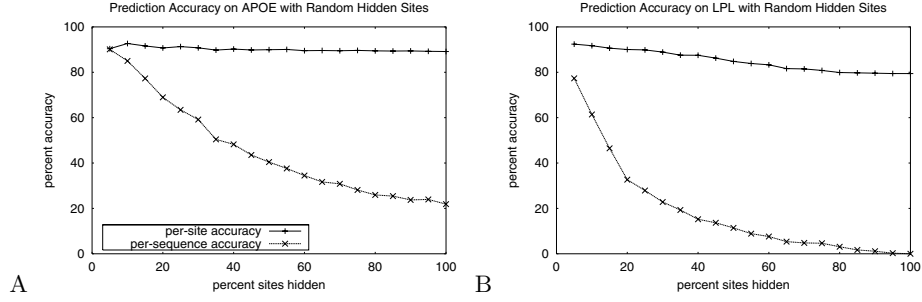 Prediction Accuracy on APOE with Random Hidden Sites
100
80
60
40
20
0
percent accuracy
per-site accuracy
per-sequence accuracy
0 20 40 60 80 100
percent sites hidden
A
Prediction Accuracy on LPL with Random Hidden Sites
100
80
60
40
20
0
percent accuracy
0 20 40 60 80 100
percent sites hidden
B